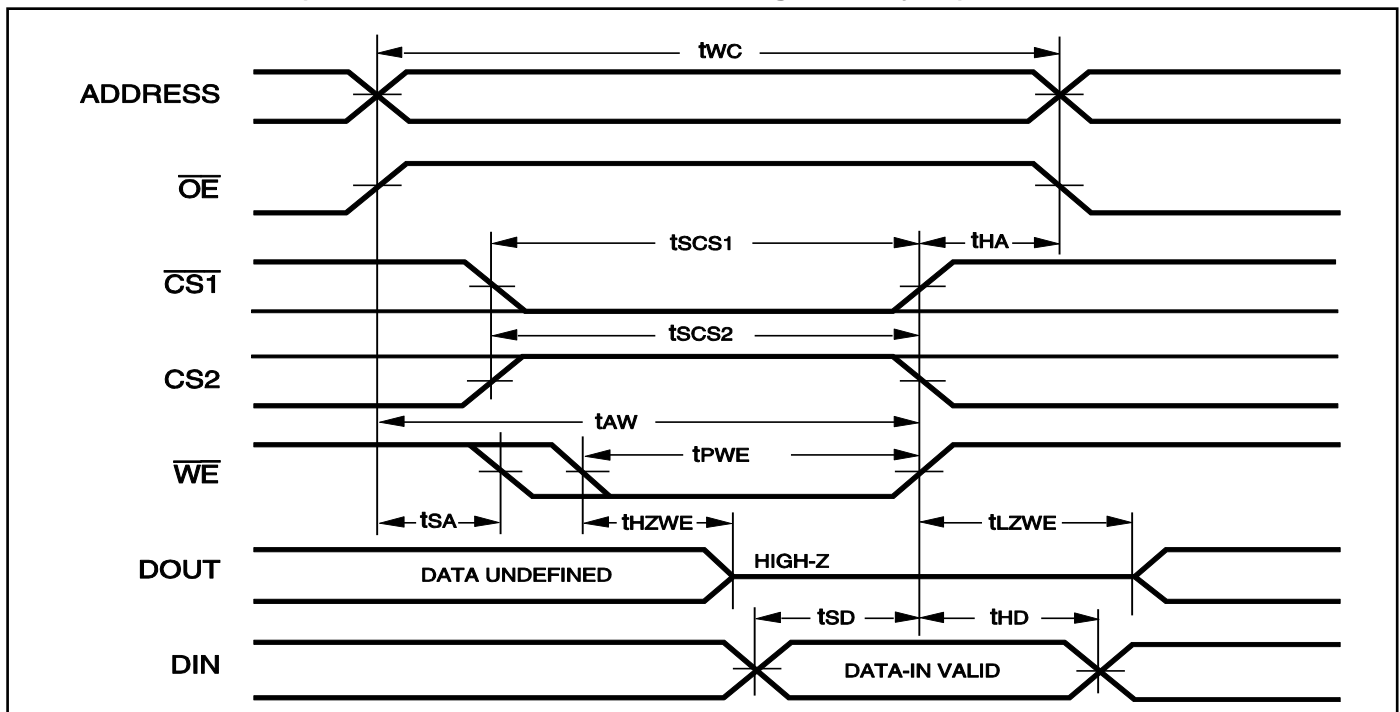 tWC
ADDRESS
OE
tSCS1
tHA
CS1
tSCS2
CS2
tAW
WE
tPWE
tSA
tHZWE
tLZWE
DOUT
DATA UNDEFINED
HIGH-Z
tSD
tHD
DIN
DATA-IN VALID